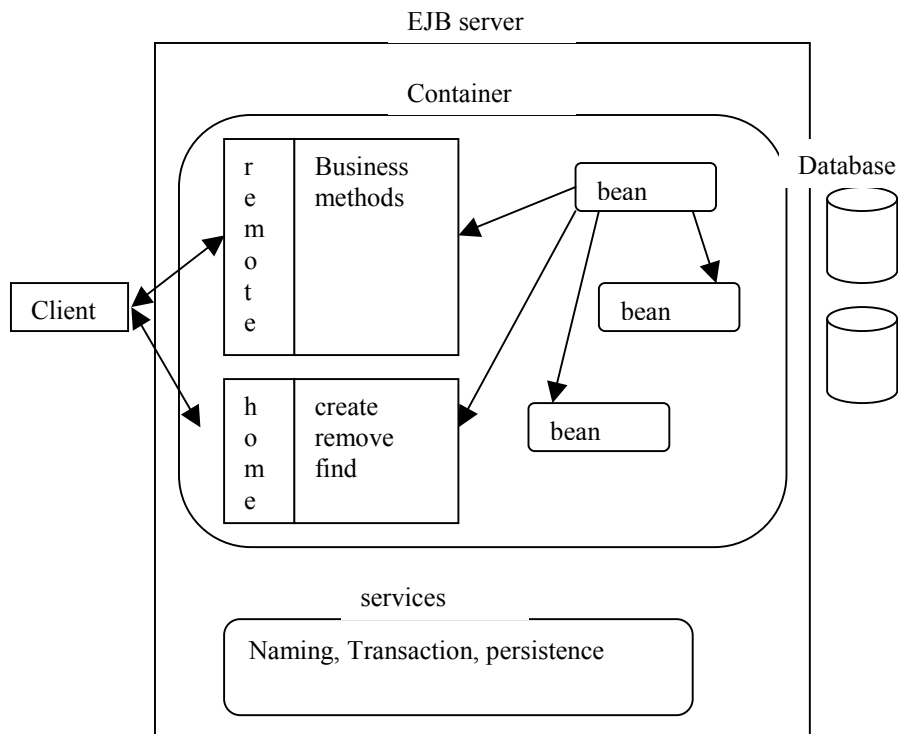 EJB server
Container
Database
r
e
m
o
t
e
Business
methods
bean
bean
bean
Client
h
o
m
e
create
remove
find
services
Naming, Transaction, persistence